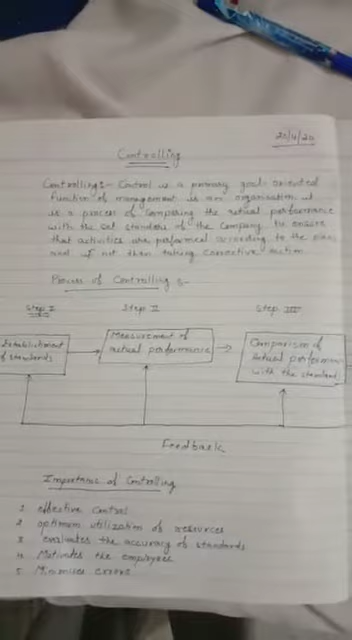 21/4/20
Controlling
Controlling:- Control is a primary goal-oriented
function of management in an organisation. it
is a process of comparing the actual performance
with the set standers of the company to ensure
that activities are performed according to the plans
and if not then taking corrective action
Process of Controlling :-
Step I Step II Step III
Establishment
of standards
Measurement of
actual performance
Comparism of
actual performan
with the standards
Feedback
Importance of Controlling
1 effective control
2 optimum utilization of resources
3 evaluates the accuracy of standards
4 Motivates the employees
5 Minimises errors